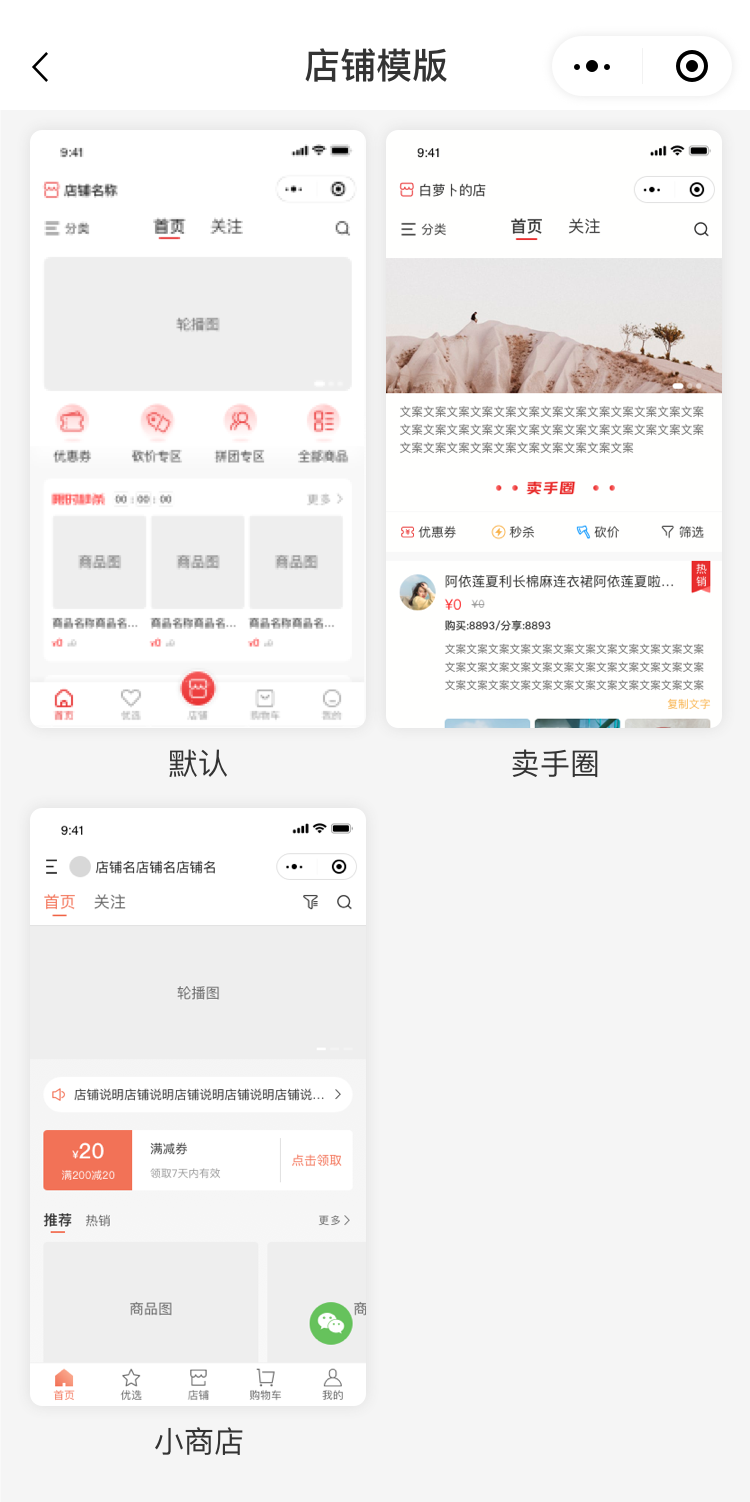 店铺模版
9:41
店铺名称
分类 首页 关注
轮播图
优惠券 砍价专区 拼团专区 全部商品
限时秒杀 00 : 00 : 00 更多
商品图 商品图 商品图
商品名称商品名... 商品名称商品名... 商品名称商品名...
¥0 ¥0 ¥0 ¥0 ¥0 ¥0
首页 优选 店铺 购物车 我的
默认
9:41
白萝卜的店
分类 首页 关注
文案文案文案文案文案文案文案文案文案文案文案文案文案
文案文案文案文案文案文案文案文案文案文案文案文案文案
文案文案文案文案文案文案文案文案文案文案
卖手圈
优惠券 秒杀 砍价 筛选
阿依莲夏利长棉麻连衣裙阿依莲夏啦...
热销
¥0 ¥0
购买:8893/分享:8893
文案文案文案文案文案文案文案文案文案文案文案文案
文案文案文案文案文案文案文案文案文案文案文案文案
文案文案文案文案文案文案文案文案文案文案文案文案
复制文字
卖手圈
9:41
店铺名店铺名店铺名
首页 关注
轮播图
店铺说明店铺说明店铺说明店铺说明店铺说...
¥20 满减券
满200减20 领取7天内有效 点击领取
推荐 热销 更多
商品图 商
首页 优选 店铺 购物车 我的
小商店